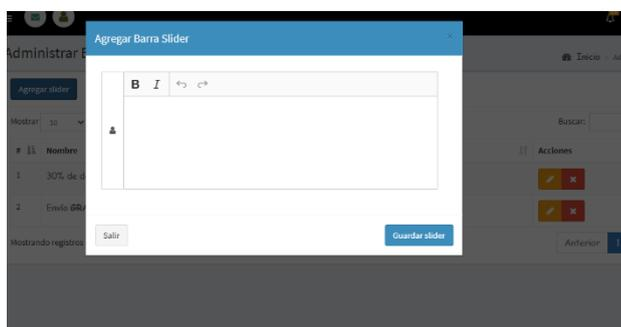 Administrar
Agregar Barra Slider
×
Inicio
Agregar slider
B I
Mostrar 10
Buscar:
# Nombre
Acciones
1 30% de d
2 Envío GRA
Mostrando registros
Salir
Guardar slider
Anterior
1